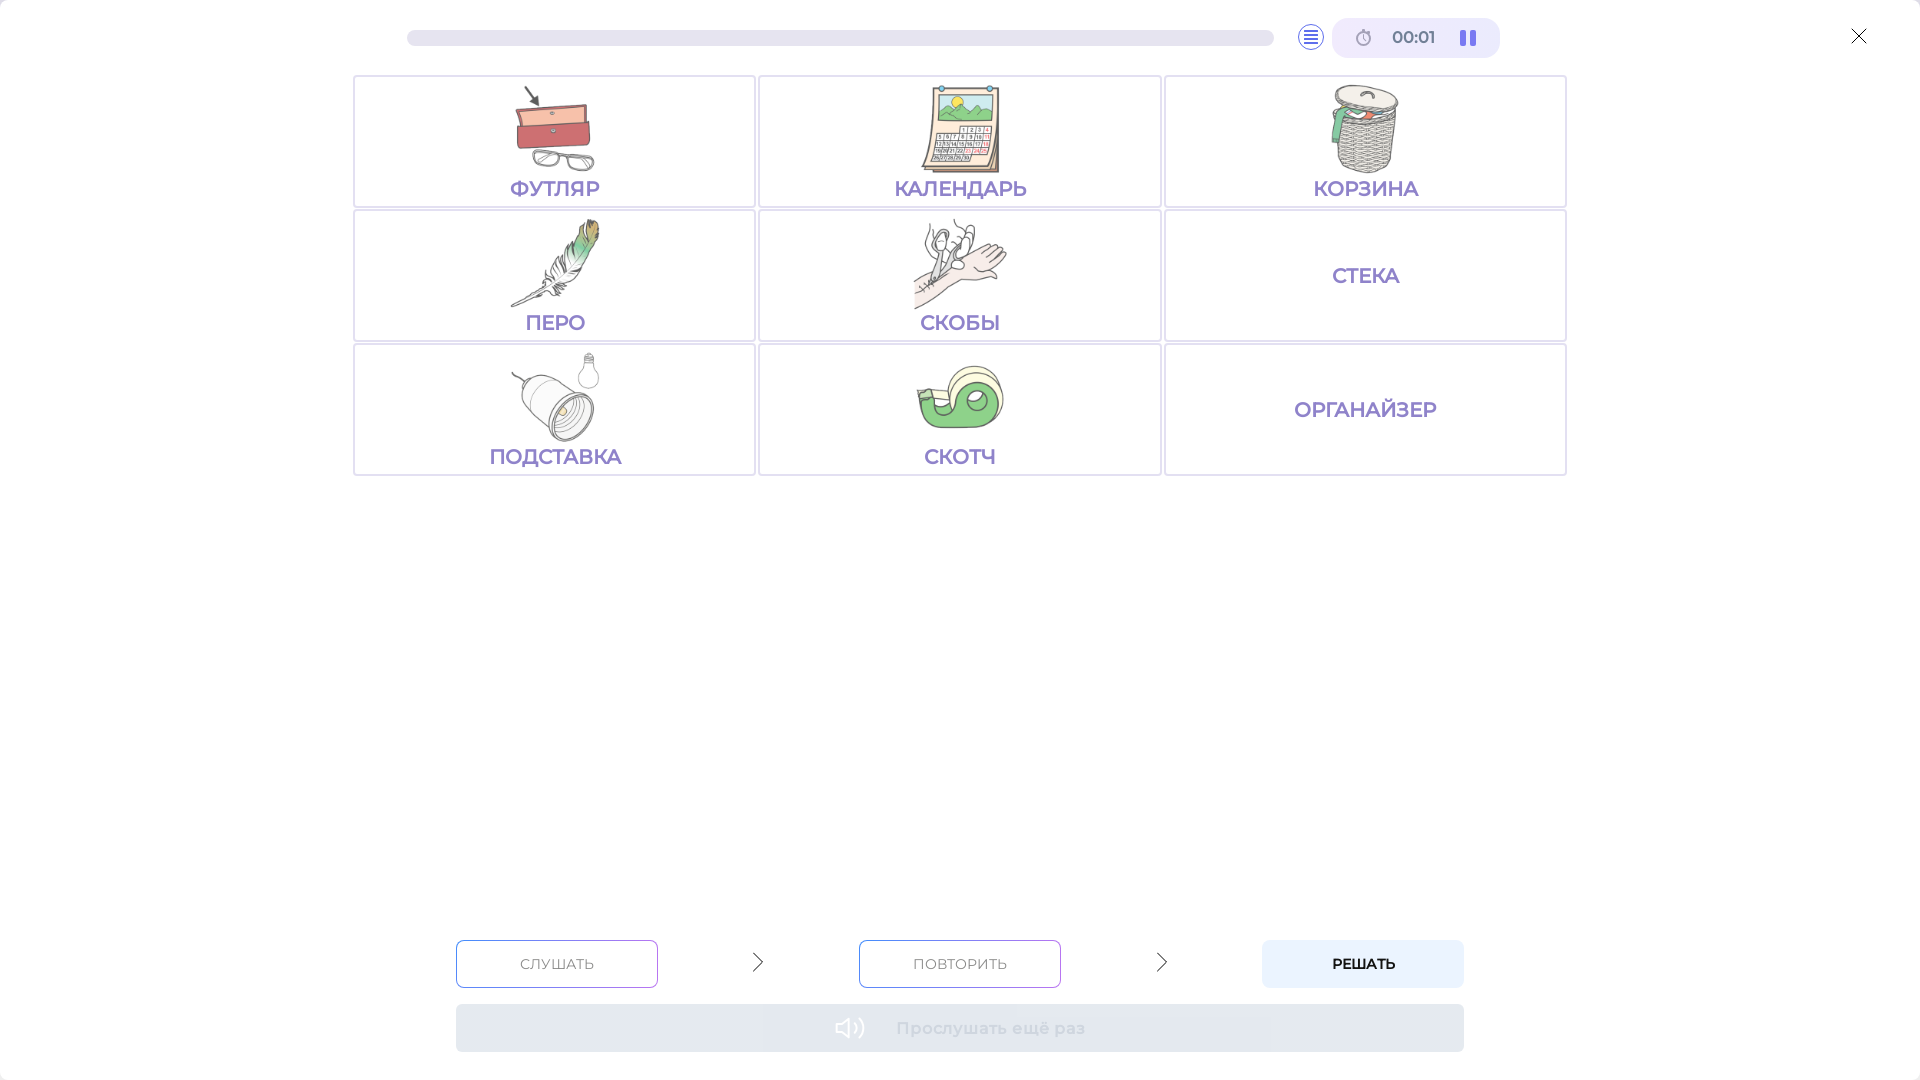 00:01
ФУТЛЯР
КАЛЕНДАРЬ
КОРЗИНА
ПЕРО
СКОБЫ
СТЕКА
ПОДСТАВКА
СКОТЧ
ОРГАНАЙЗЕР
СЛУШАТЬ
ПОВТОРИТЬ
РЕШАТЬ
Прослушать ещё раз